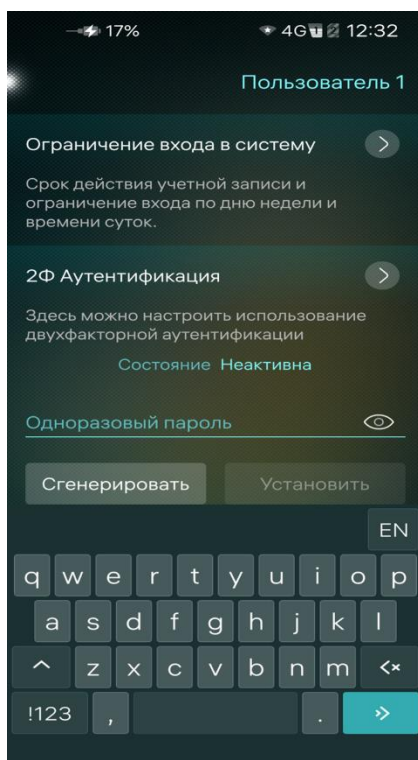 17%
4G 12:32
Пользователь 1
Ограничение входа в систему
Срок действия учетной записи и
ограничение входа по дню недели и
времени суток.
2Ф Аутентификация
Здесь можно настроить использование
двухфакторной аутентификации
Состояние Неактивна
Одноразовый пароль
Сгенерировать Установить
EN
q w e r t y u i o p
a s d f g h j k l
z x c v b n m
!123 , .